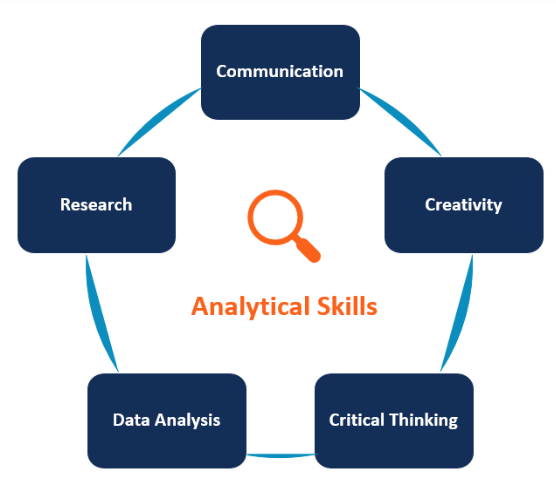 Communication
Research
Creativity
Analytical Skills
Data Analysis
Critical Thinking